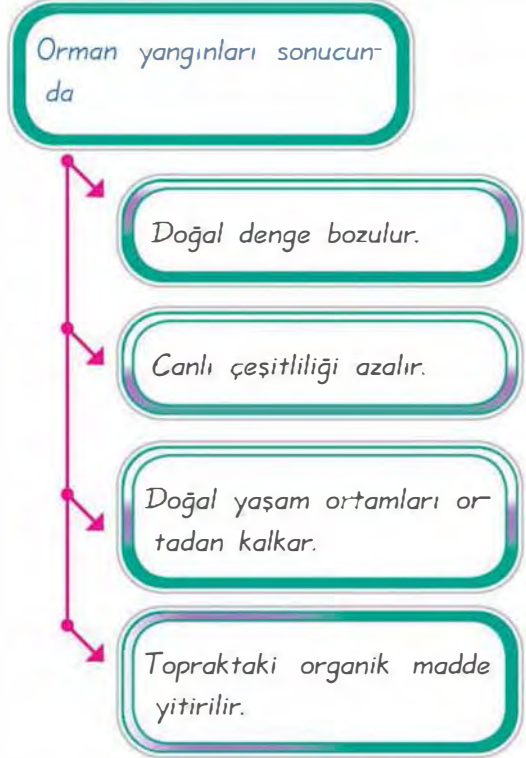 Orman yangınları sonucun-
da
Doğal denge bozulur.
Canlı çeşitliliği azalır.
Doğal yaşam ortamları or-
tadan kalkar.
Topraktaki organik madde
yitirilir.